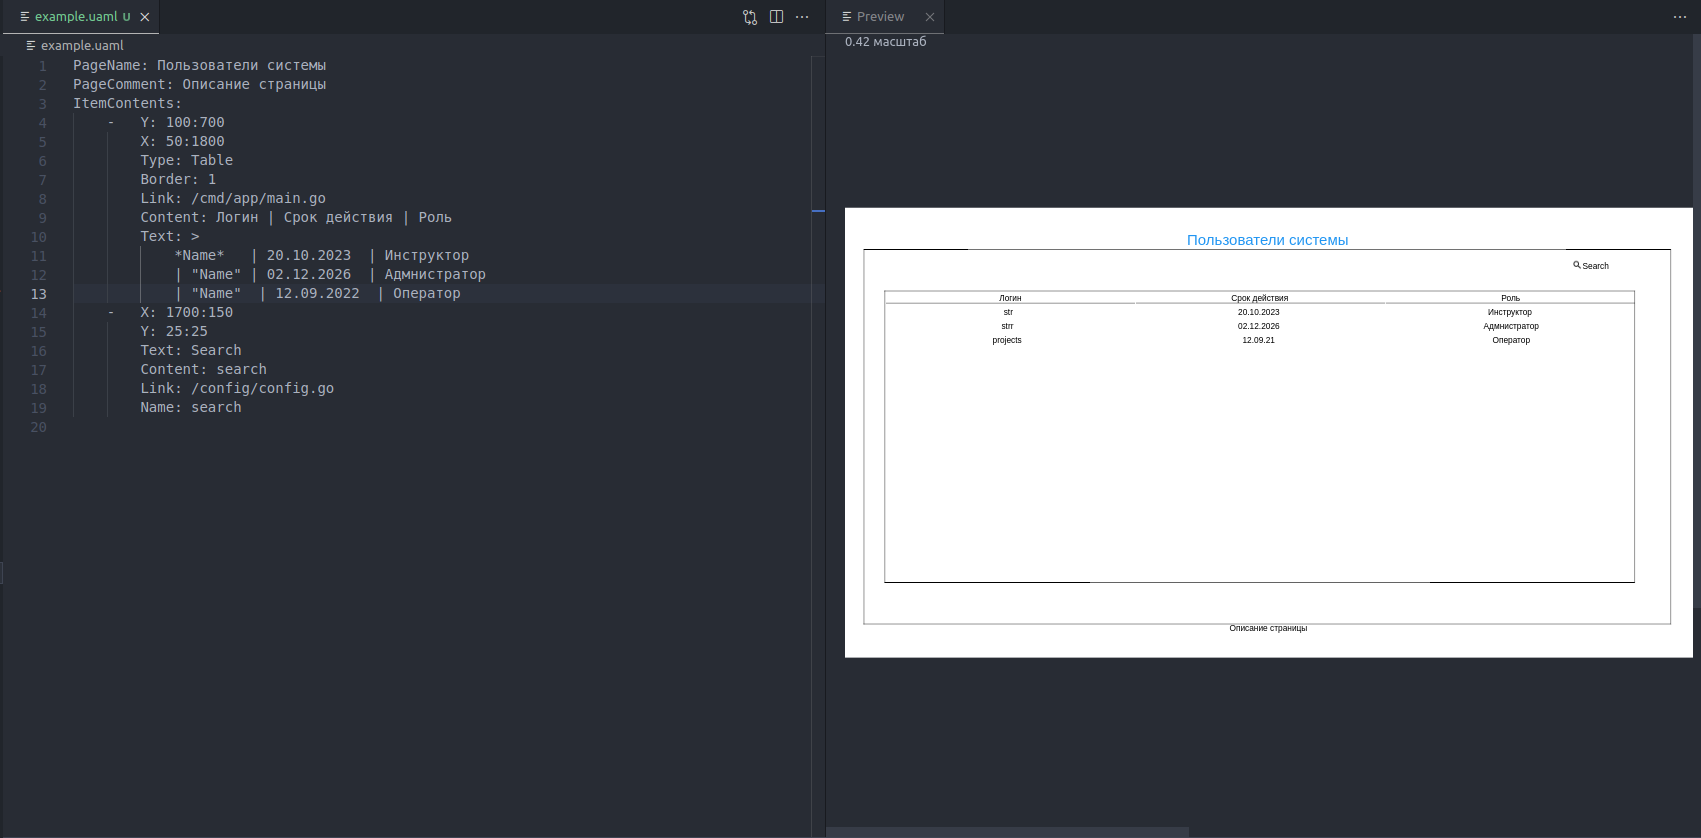 example.uaml U
example.uaml
1 PageName: Пользователи системы
2 PageComment: Описание страницы
3 ItemContents:
4 - Y: 100:700
5 X: 50:1800
6 Type: Table
7 Border: 1
8 Link: /cmd/app/main.go
9 Content: Логин | Срок действия | Роль
10 Text: >
11 *Name* | 20.10.2023 | Инструктор
12 | "Name" | 02.12.2026 | Адмнистратор
13 | "Name" | 12.09.2022 | Оператор
14 - X: 1700:150
15 Y: 25:25
16 Text: Search
17 Content: search
18 Link: /config/config.go
19 Name: search
20
Preview
0.42 масштаб
Пользователи системы
Search
Логин Срок действия Роль
str 20.10.2023 Инструктор
strr 02.12.2026 Адмнистратор
projects 12.09.21 Оператор
Описание страницы